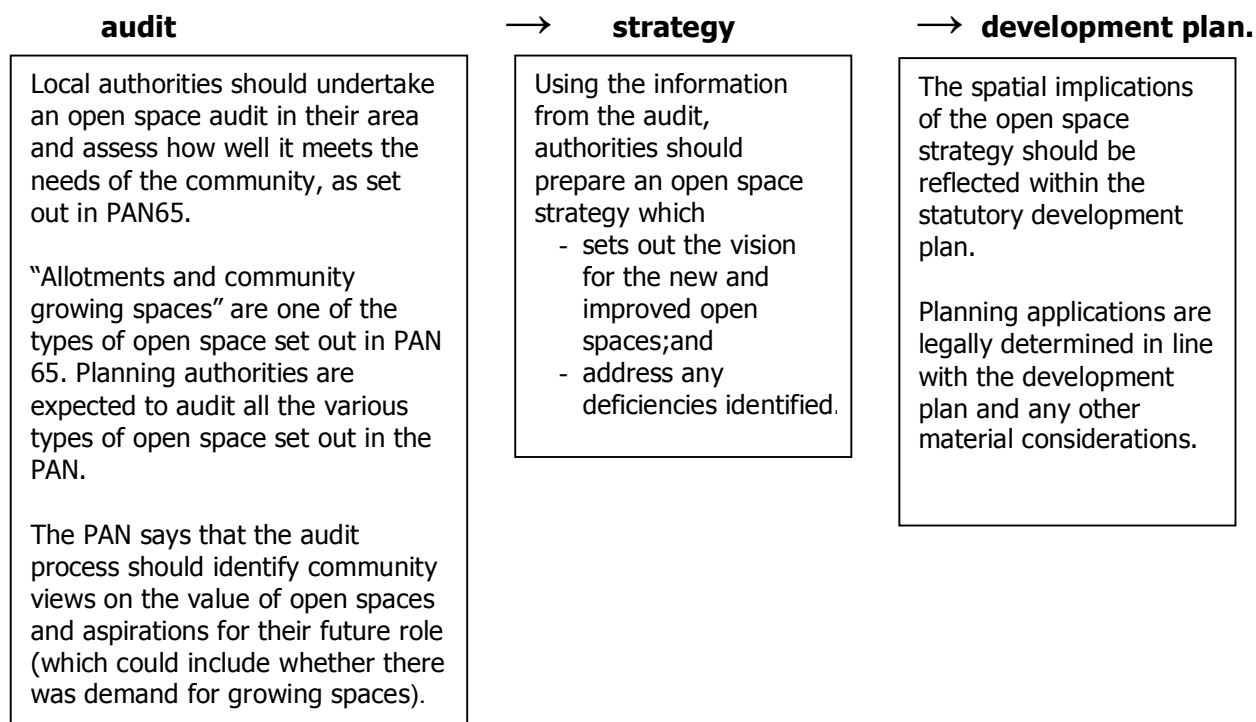 audit → strategy → development plan.
Local authorities should undertake
an open space audit in their area
and assess how well it meets the
needs of the community, as set
out in PAN65.
“Allotments and community
growing spaces” are one of the
types of open space set out in PAN
65. Planning authorities are
expected to audit all the various
types of open space set out in the
PAN.
The PAN says that the audit
process should identify community
views on the value of open spaces
and aspirations for their future role
(which could include whether there
was demand for growing spaces).
Using the information
from the audit,
authorities should
prepare an open space
strategy which
- sets out the vision
for the new and
improved open
spaces;and
- address any
deficiencies identified.
The spatial implications
of the open space
strategy should be
reflected within the
statutory development
plan.
Planning applications are
legally determined in line
with the development
plan and any other
material considerations.